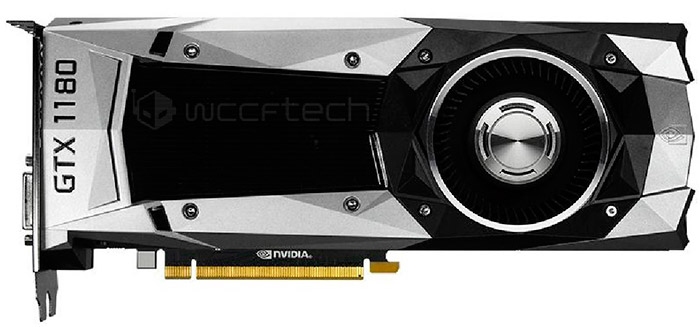 GTX 1180
wccFtech
NVIDIA.